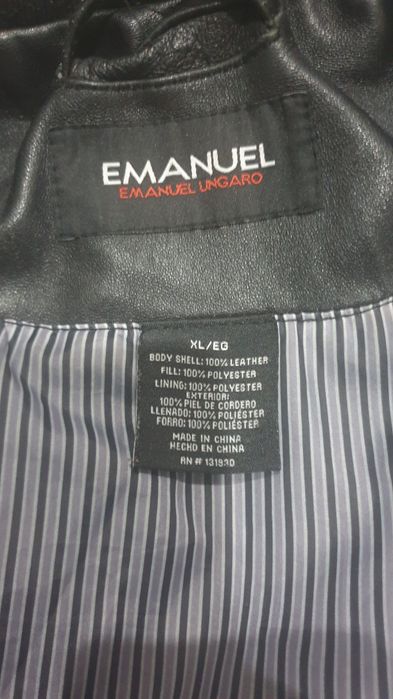 EMANUEL
EMANUEL UNGARO
XL/EG
BODY SHELL: 100% LEATHER
FILL: 100% POLYESTER
LINING: 100% POLYESTER
EXTERIOR:
100% PIEL DE CORDERO
LLENADO: 100% POLIÉSTER
FORRO: 100% POLIÉSTER
MADE IN CHINA
HECHO EN CHINA
RN # 131930